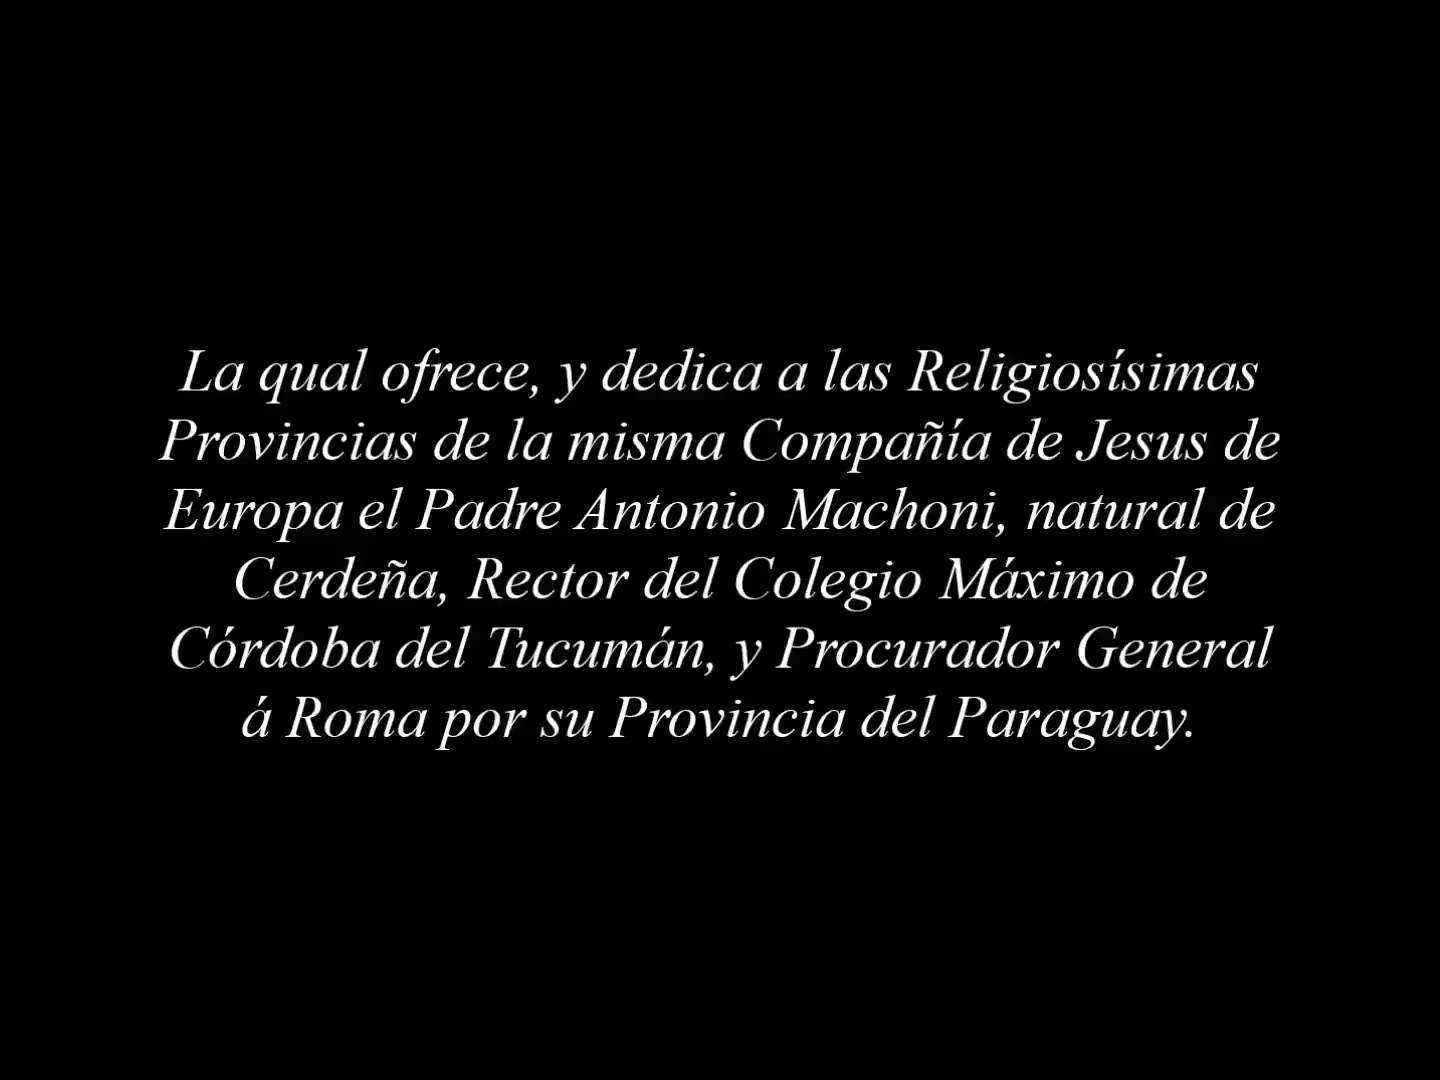 La qual ofrece, y dedica a las Religiosísimas
Provincias de la misma Compañía de Jesus de
Europa el Padre Antonio Machoni, natural de
Cerdeña, Rector del Colegio Máximo de
Córdoba del Tucumán, y Procurador General
á Roma por su Provincia del Paraguay.